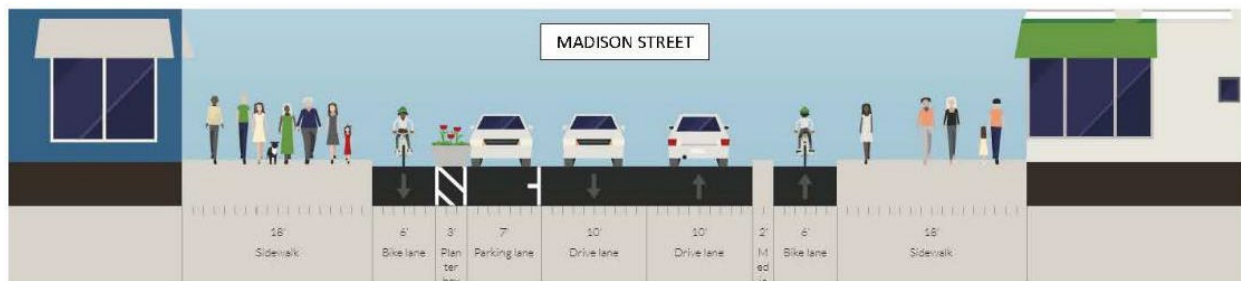 MADISON STREET
18' 6' 3' 7' 10' 10' 2' 6' 18'
Sidewalk Bike lane Plan Parking lane Drive lane Drive lane M Bike lane Sidewalk
ter ed